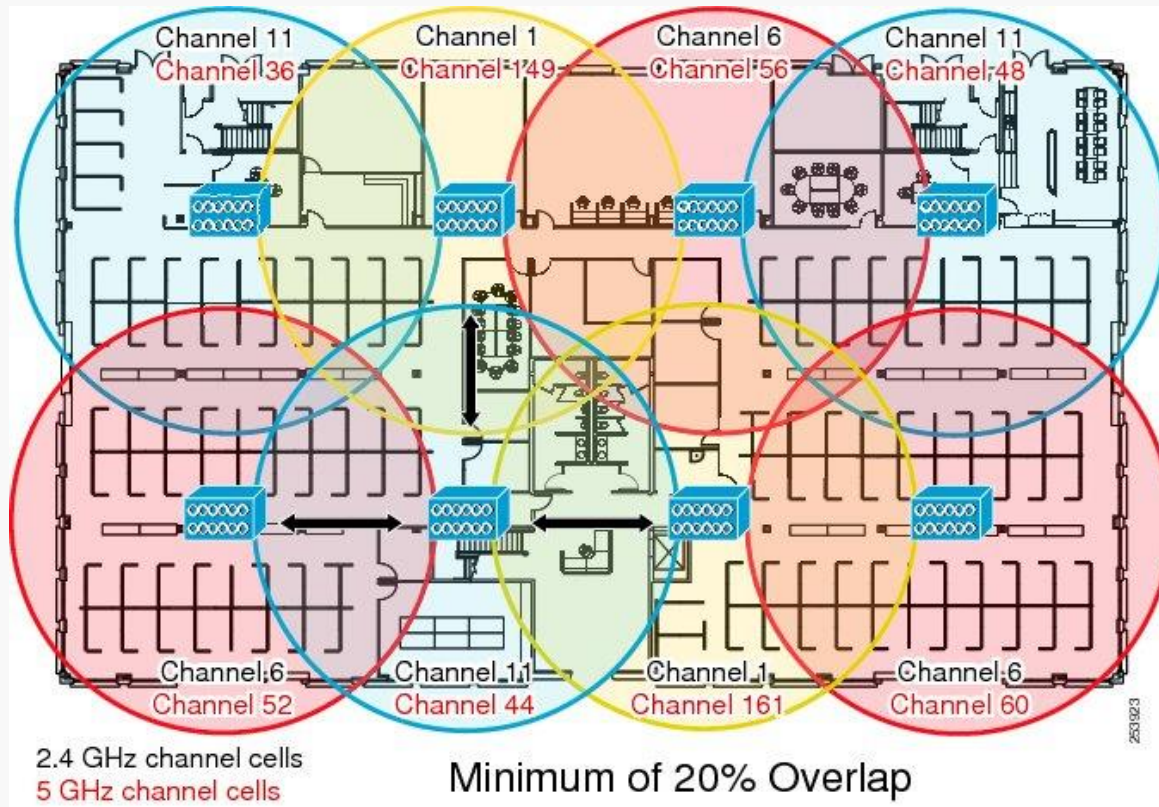 Channel 11
Channel 36
Channel 1
Channel 149
Channel 6
Channel 56
Channel 11
Channel 48
Channel 6
Channel 52
Channel 11
Channel 44
Channel 1
Channel 161
Channel 6
Channel 60
253923
2.4 GHz channel cells
5 GHz channel cells
Minimum of 20% Overlap